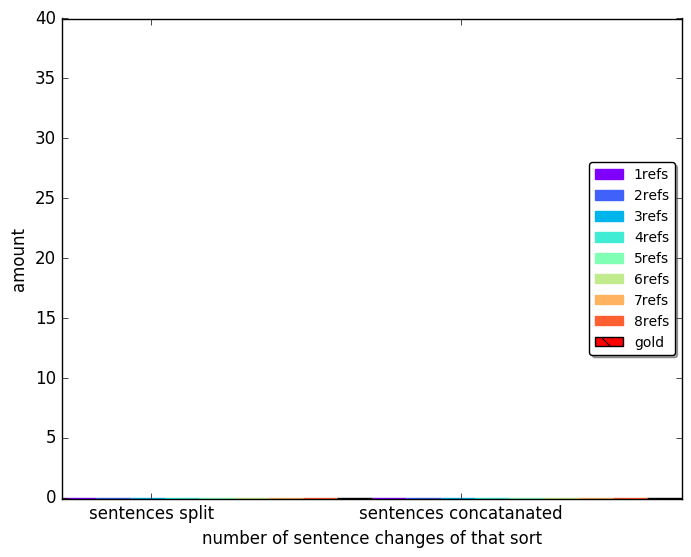 40
35
30
25
20
15
10
5
0
amount
1refs
2refs
3refs
4refs
5refs
6refs
7refs
8refs
gold
sentences split
sentences concatanated
number of sentence changes of that sort